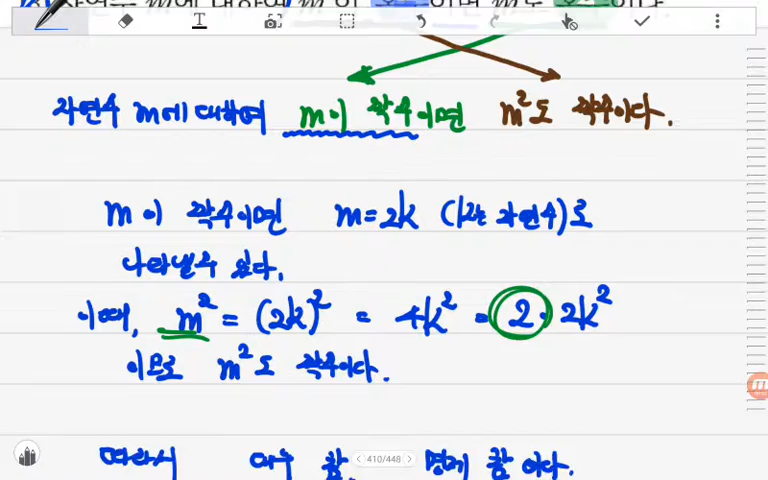 자연수 m에 대하여 m이 짝수이면 m²도 짝수이다.
m이 짝수이면 m=2k (k는 자연수)로
나타낼 수 있다.
이때, m² = (2k)² = 4k² = 2·2k²
이므로 m²도 짝수이다.
따라서 대우 참, 명제 참이다.
410/448